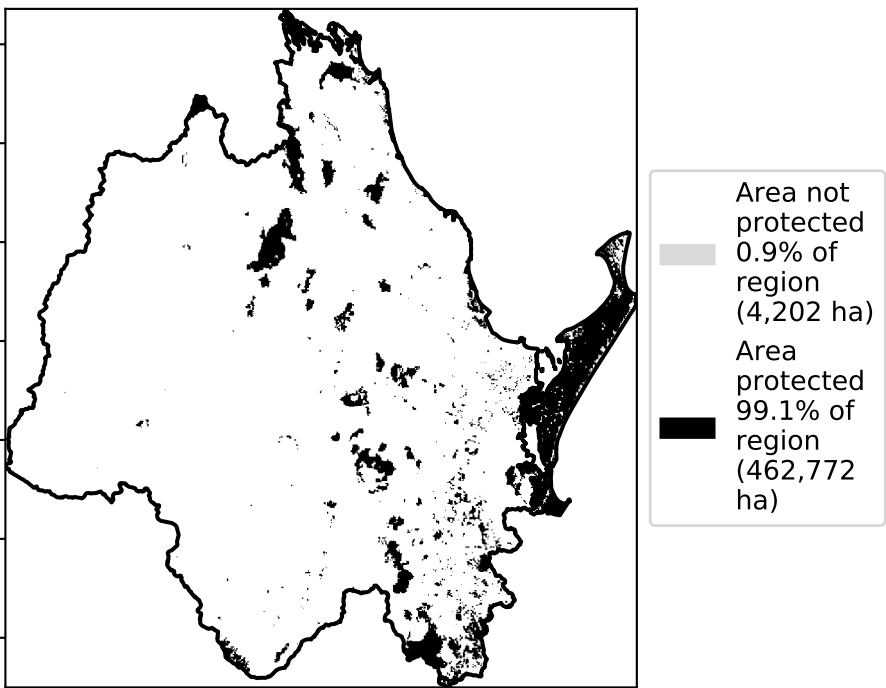 Area not
protected
0.9% of
region
(4,202 ha)
Area
protected
99.1% of
region
(462,772
ha)